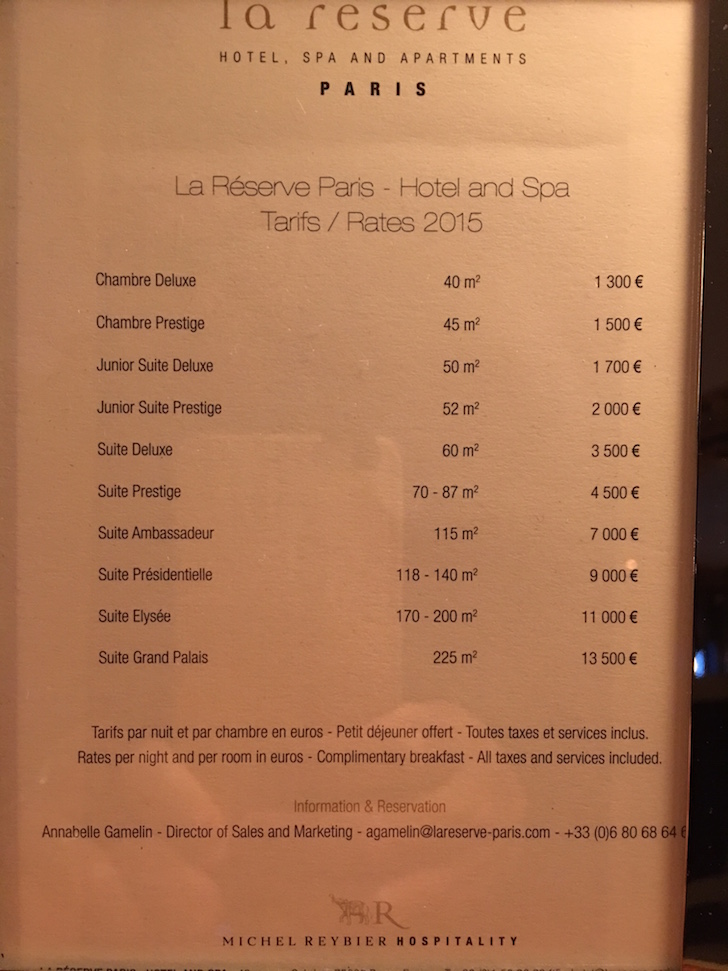 la reserve
HOTEL, SPA AND APARTMENTS
PARIS
La Réserve Paris - Hotel and Spa
Tarifs / Rates 2015
Chambre Deluxe 40 m² 1 300 €
Chambre Prestige 45 m² 1 500 €
Junior Suite Deluxe 50 m² 1 700 €
Junior Suite Prestige 52 m² 2 000 €
Suite Deluxe 60 m² 3 500 €
Suite Prestige 70 - 87 m² 4 500 €
Suite Ambassadeur 115 m² 7 000 €
Suite Présidentielle 118 - 140 m² 9 000 €
Suite Elysée 170 - 200 m² 11 000 €
Suite Grand Palais 225 m² 13 500 €
Tarifs par nuit et par chambre en euros - Petit déjeuner offert - Toutes taxes et services inclus.
Rates per night and per room in euros - Complimentary breakfast - All taxes and services included.
Information & Reservation
Annabelle Gamelin - Director of Sales and Marketing - agamelin@lareserve-paris.com - +33 (0)6 80 68 64
R
MICHEL REYBIER HOSPITALITY